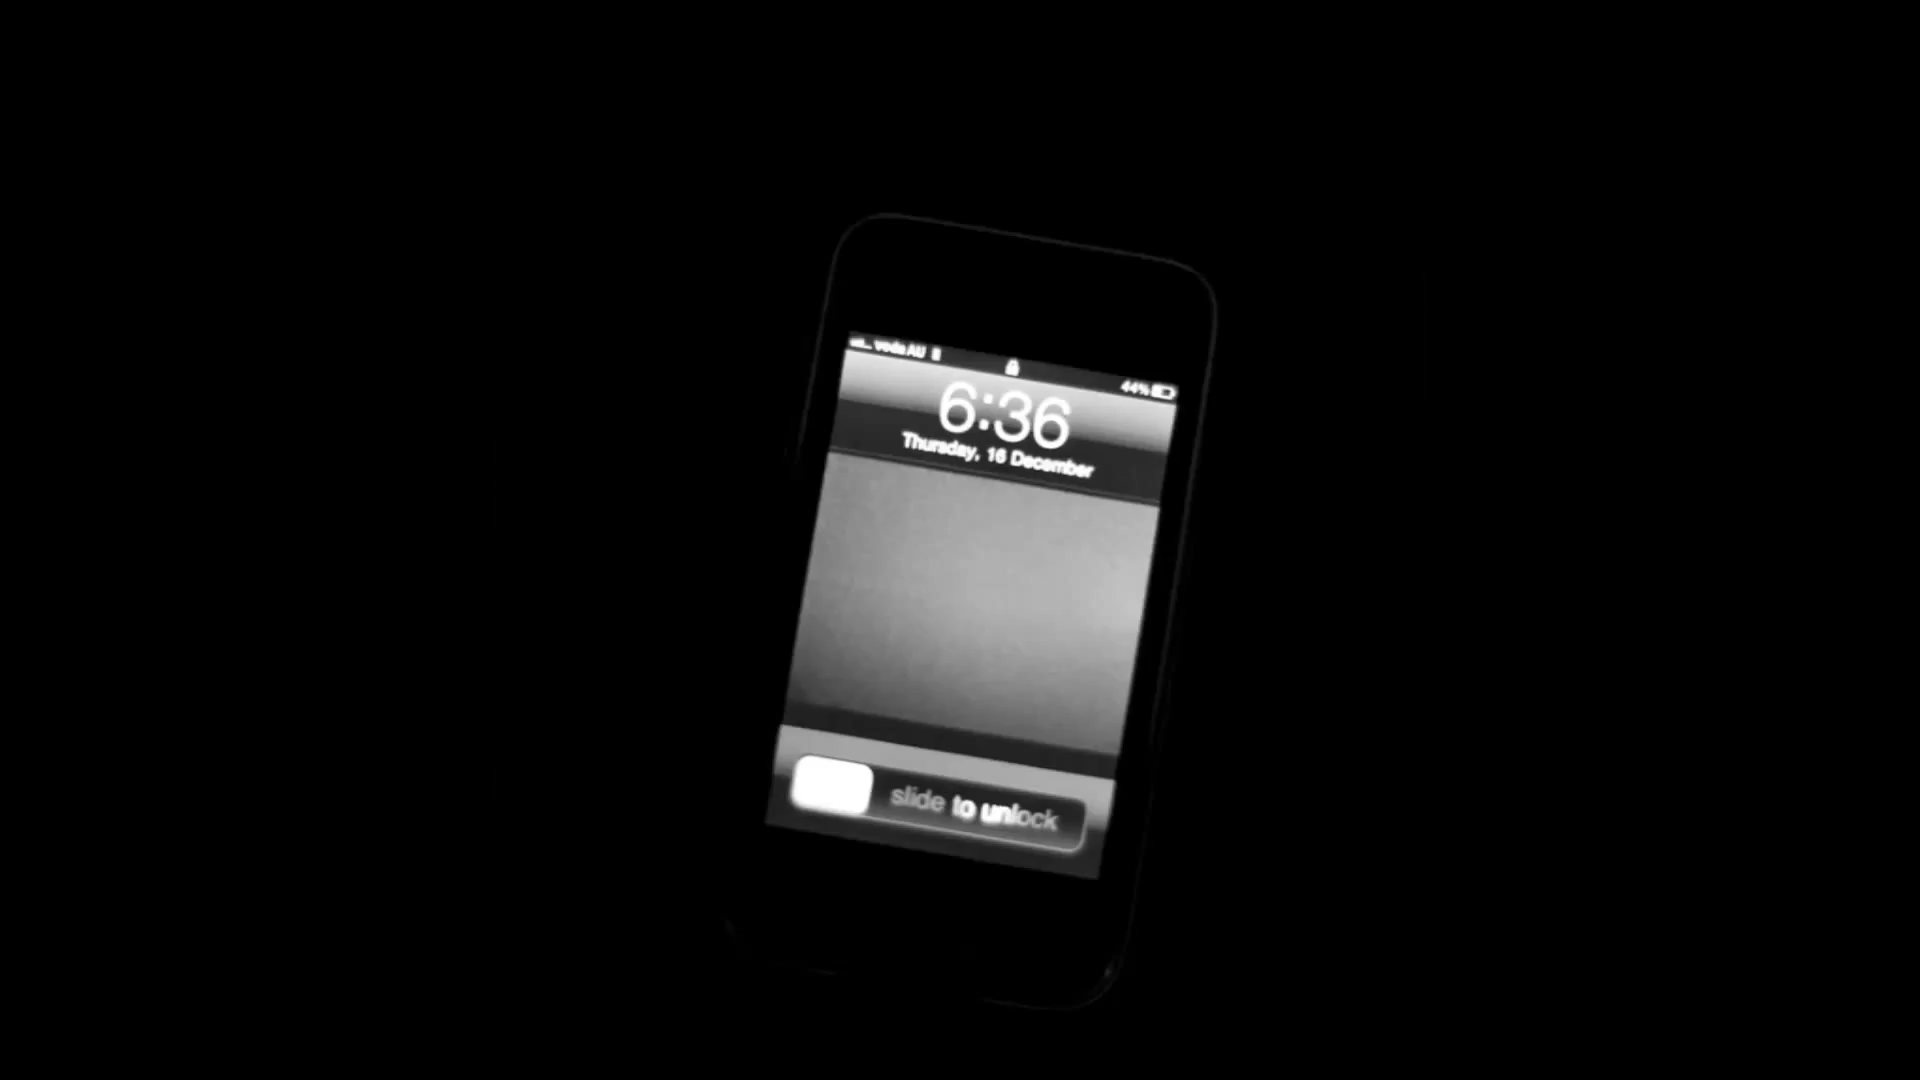 voda AU 44%
6:36
Thursday, 16 December
slide to unlock